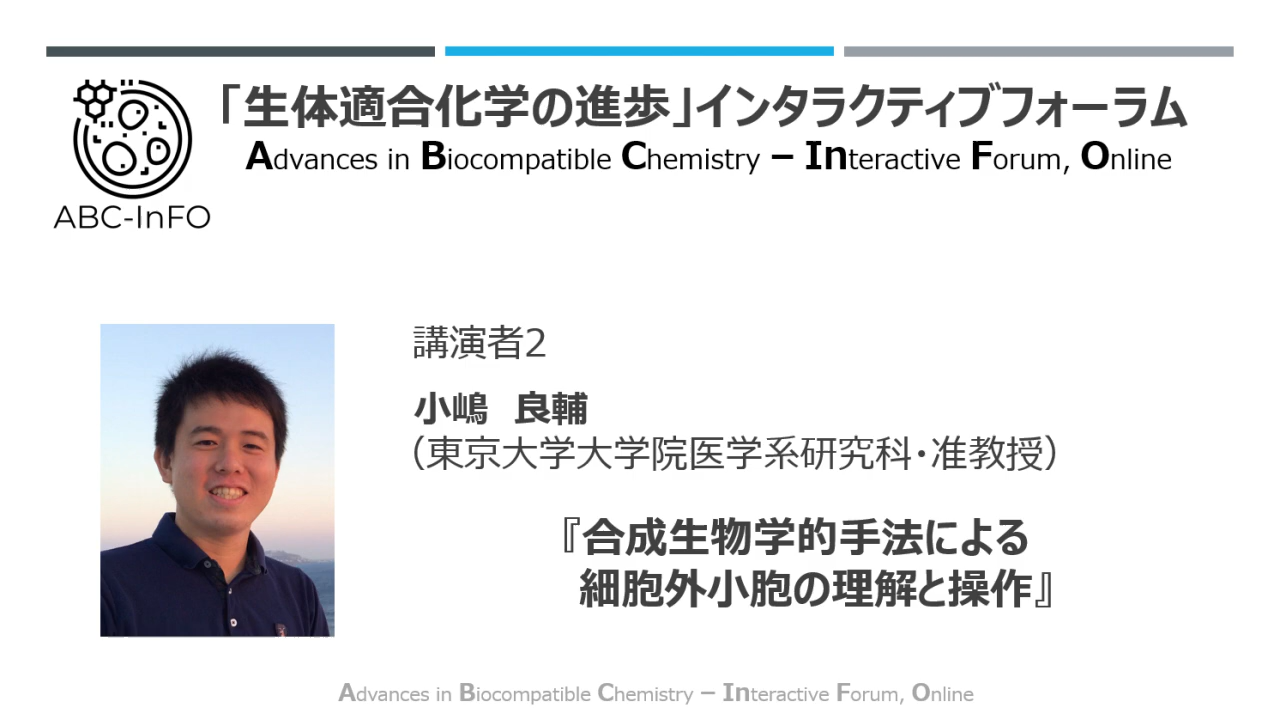 「生体適合化学の進歩」インタラクティブフォーラム
Advances in Biocompatible Chemistry – Interactive Forum, Online
ABC-InFO
講演者2
小嶋　良輔
（東京大学大学院医学系研究科・准教授）
『合成生物学的手法による
細胞外小胞の理解と操作』
Advances in Biocompatible Chemistry – Interactive Forum, Online